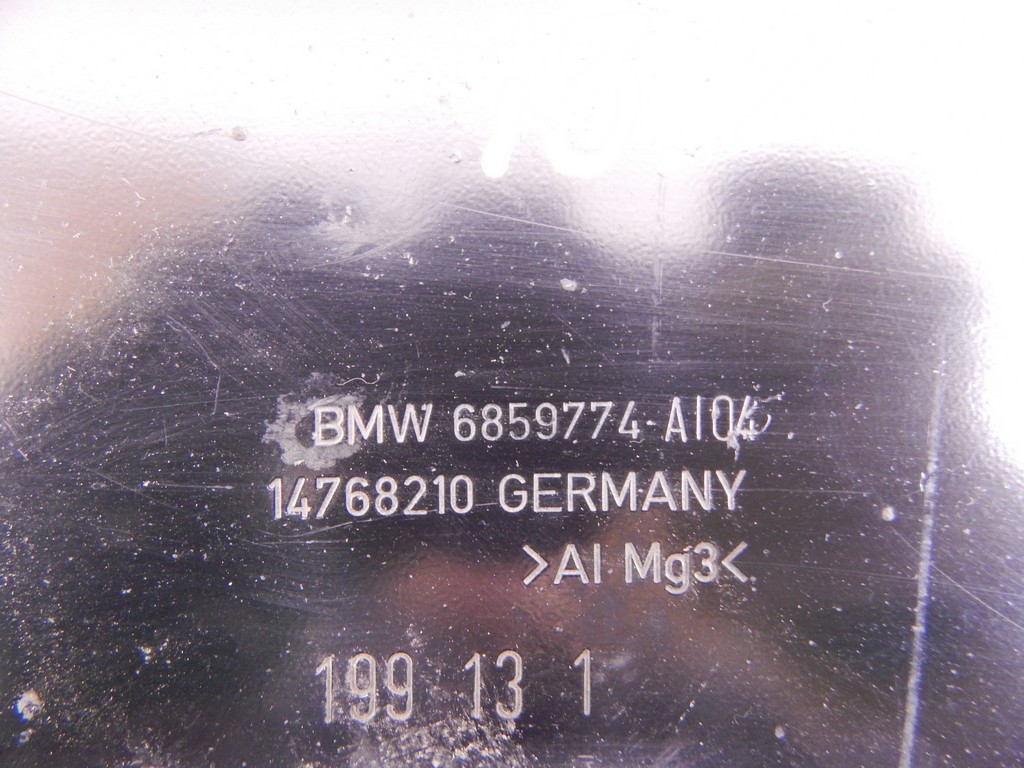 BMW 6859774-AI04
14768210 GERMANY
>Al Mg3<
199 13 1